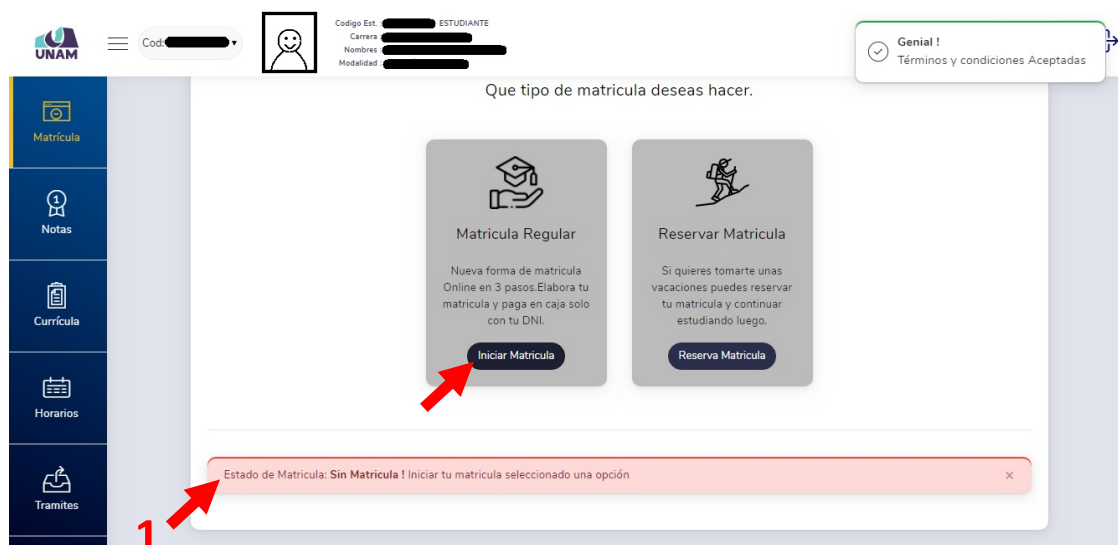 UNAM
Cod:
Codigo Est. : ESTUDIANTE
Carrera :
Nombres :
Modalidad :
Genial !
Términos y condiciones Aceptadas
Matrícula
Notas
Currícula
Horarios
Tramites
Que tipo de matricula deseas hacer.
Matricula Regular
Nueva forma de matricula
Online en 3 pasos.Elabora tu
matricula y paga en caja solo
con tu DNI.
Iniciar Matricula
Reservar Matricula
Si quieres tomarte unas
vacaciones puedes reservar
tu matricula y continuar
estudiando luego.
Reserva Matricula
Estado de Matricula: Sin Matricula ! Iniciar tu matricula seleccionado una opción
×
1